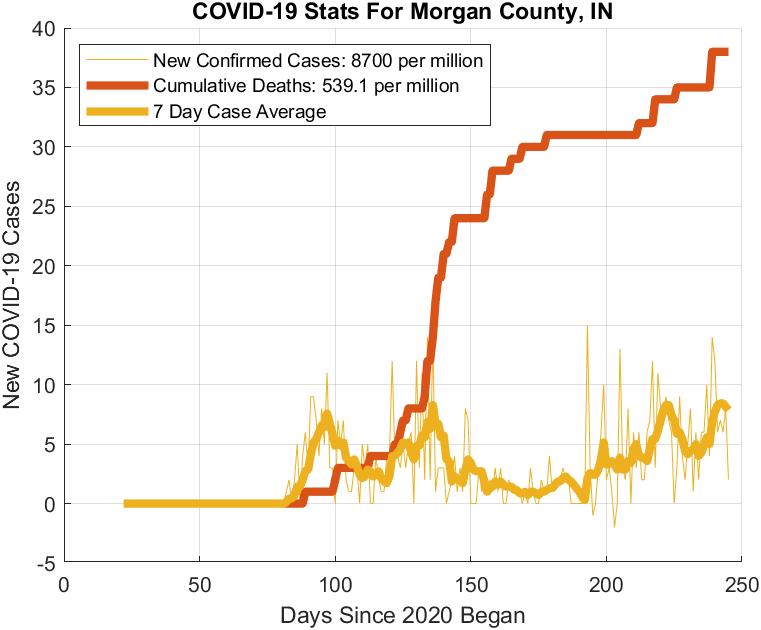 COVID-19 Stats For Morgan County, IN
New Confirmed Cases: 8700 per million
Cumulative Deaths: 539.1 per million
7 Day Case Average
New COVID-19 Cases
40
35
30
25
20
15
10
5
0
-5
0 50 100 150 200 250
Days Since 2020 Began